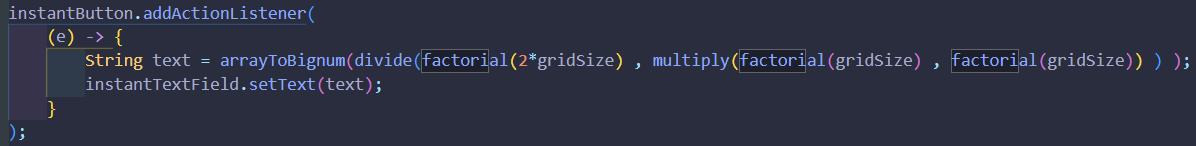 instantButton.addActionListener(
(e) -> {
String text = arrayToBignum(divide(factorial(2*gridSize) , multiply(factorial(gridSize) , factorial(gridSize)) ) );
instantTextField.setText(text);
}
);